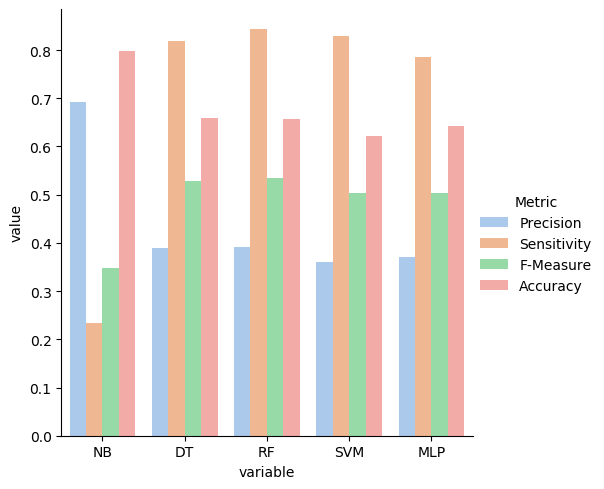 value
0.8
0.7
0.6
0.5
0.4
0.3
0.2
0.1
0.0
NB DT RF SVM MLP
variable
Metric
Precision
Sensitivity
F-Measure
Accuracy